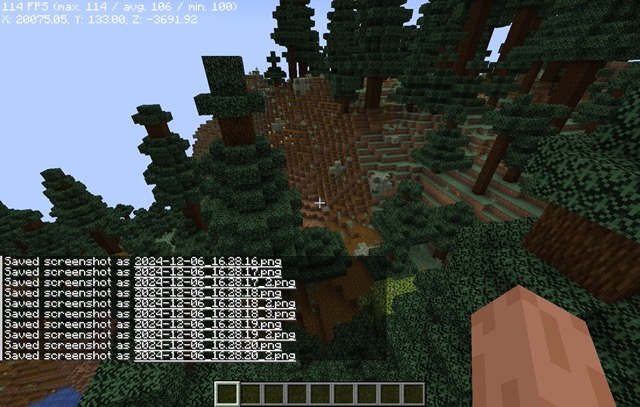 114 FPS (max. 114 / avg. 106 / min. 100)
X: 20075.05, Y: 133.00, Z: -3691.92
Saved screenshot as 2024-12-06_16.28.16.png
Saved screenshot as 2024-12-06_16.28.17.png
Saved screenshot as 2024-12-06_16.28.17_2.png
Saved screenshot as 2024-12-06_16.28.18.png
Saved screenshot as 2024-12-06_16.28.18_2.png
Saved screenshot as 2024-12-06_16.28.18_3.png
Saved screenshot as 2024-12-06_16.28.19.png
Saved screenshot as 2024-12-06_16.28.19_2.png
Saved screenshot as 2024-12-06_16.28.20.png
Saved screenshot as 2024-12-06_16.28.20_2.png